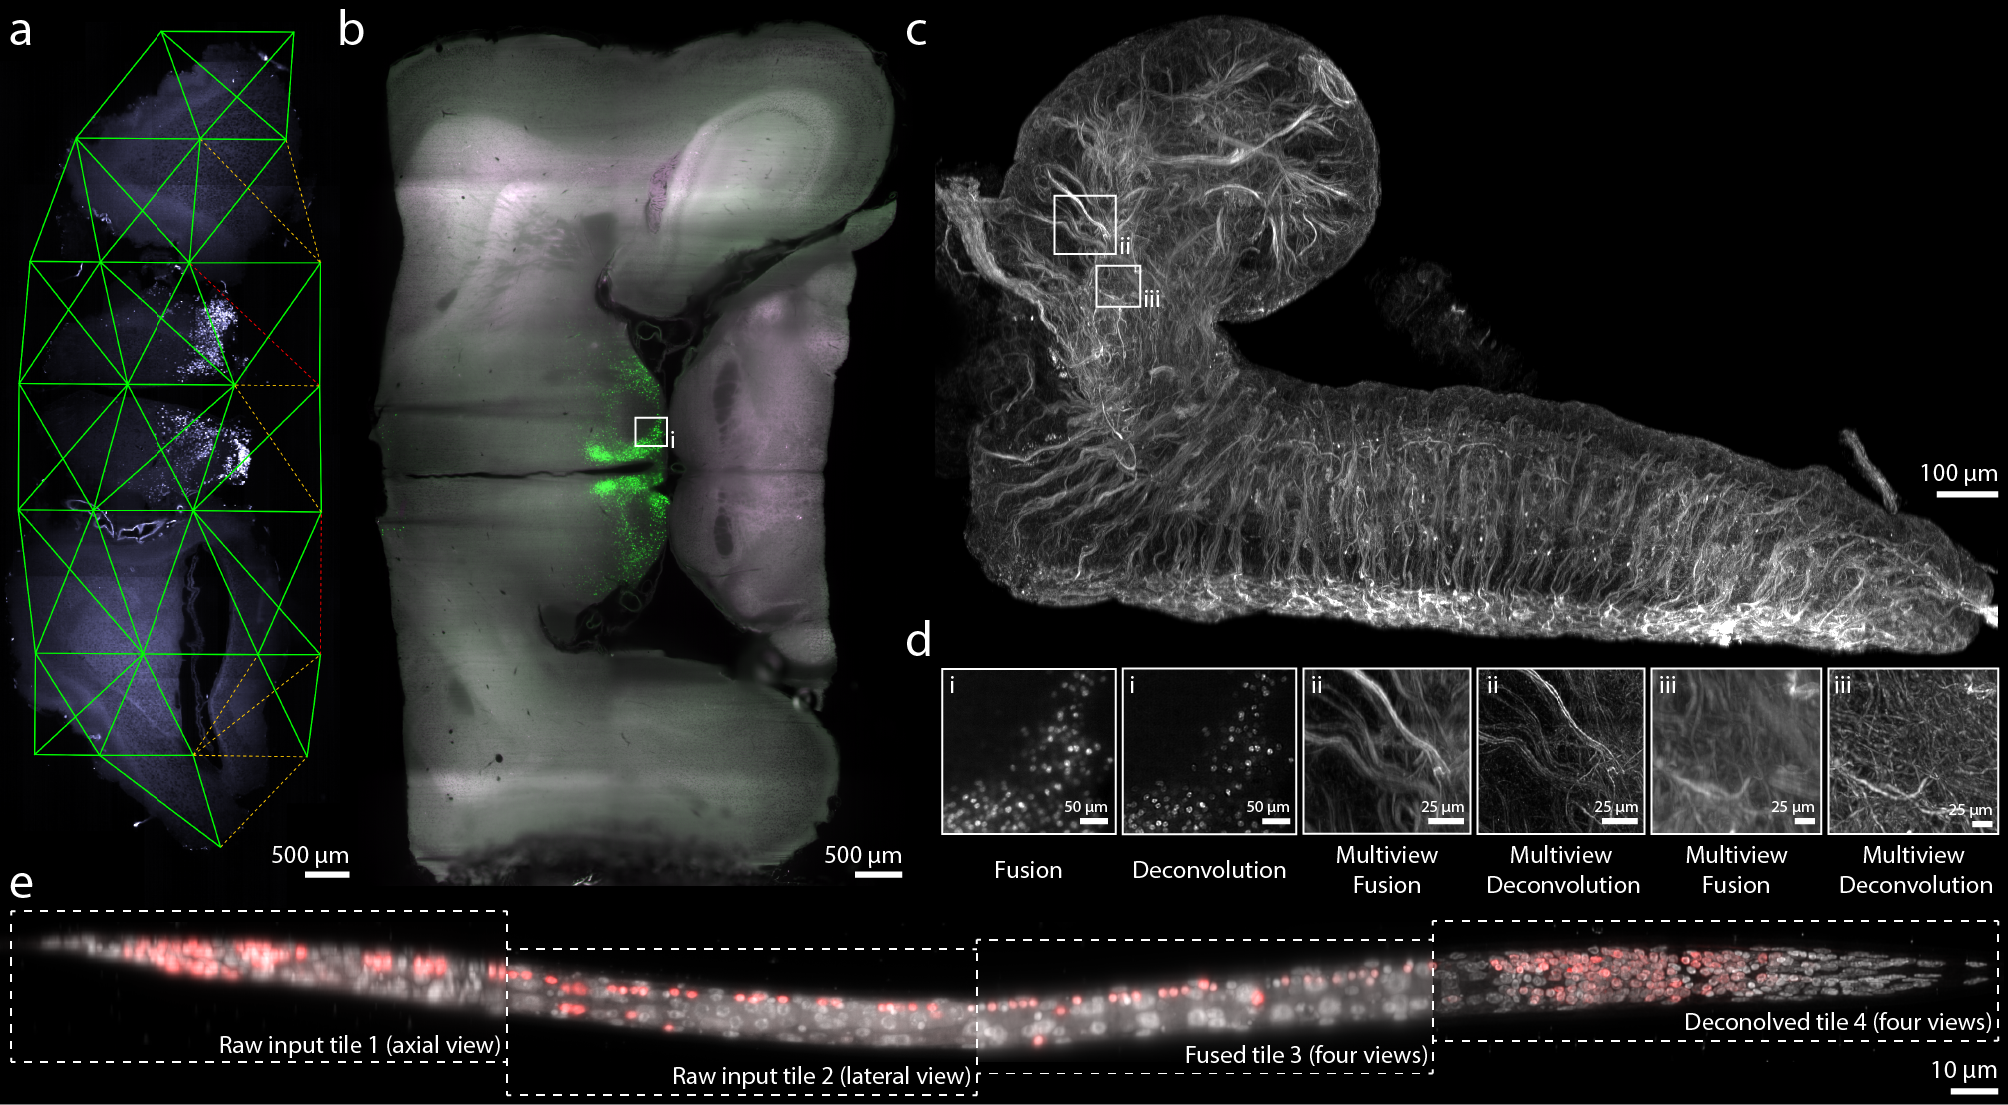 a
b
c
i
ii
iii
100 µm
d
i
i
ii
ii
iii
iii
50 µm
50 µm
25 µm
25 µm
25 µm
25 µm
500 µm
500 µm
Fusion
Deconvolution
Multiview
Fusion
Multiview
Deconvolution
Multiview
Fusion
Multiview
Deconvolution
e
Raw input tile 1 (axial view)
Raw input tile 2 (lateral view)
Fused tile 3 (four views)
Deconolved tile 4 (four views)
10 µm